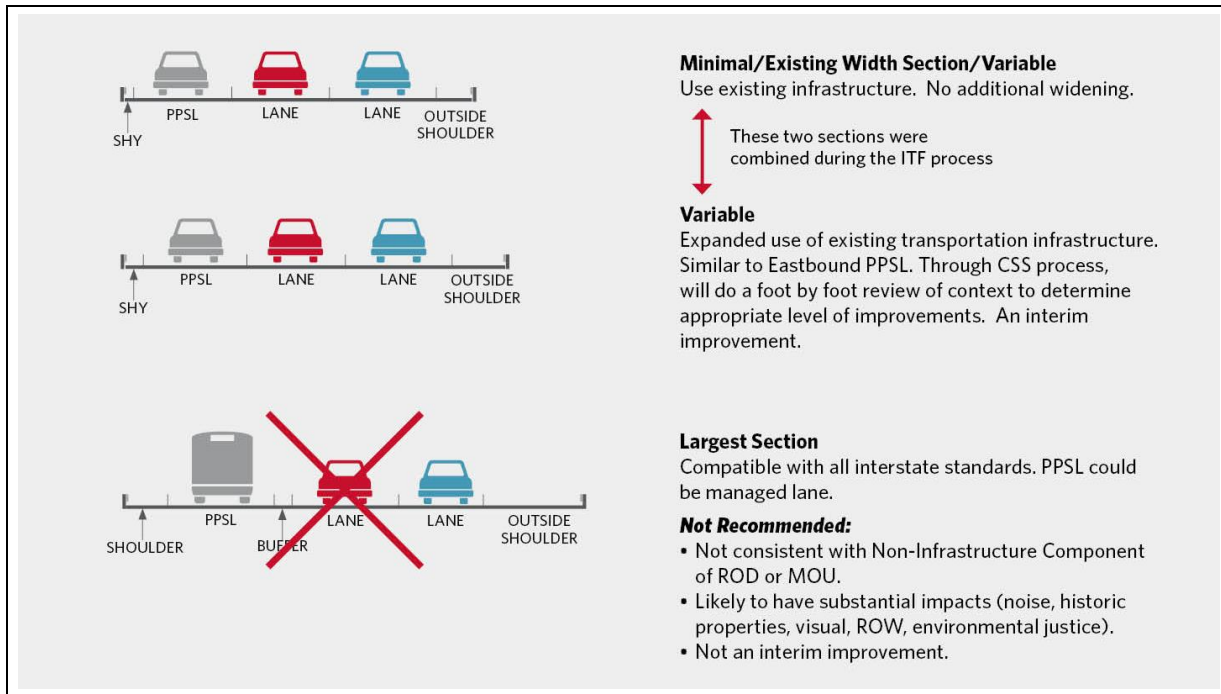 PPSL LANE LANE OUTSIDE
SHOULDER
SHY
Minimal/Existing Width Section/Variable
Use existing infrastructure. No additional widening.
These two sections were
combined during the ITF process
PPSL LANE LANE OUTSIDE
SHOULDER
SHY
Variable
Expanded use of existing transportation infrastructure.
Similar to Eastbound PPSL. Through CSS process,
will do a foot by foot review of context to determine
appropriate level of improvements. An interim
improvement.
PPSL LANE LANE OUTSIDE
SHOULDER
SHOULDER BUFFER
Largest Section
Compatible with all interstate standards. PPSL could
be managed lane.
Not Recommended:
• Not consistent with Non-Infrastructure Component
of ROD or MOU.
• Likely to have substantial impacts (noise, historic
properties, visual, ROW, environmental justice).
• Not an interim improvement.